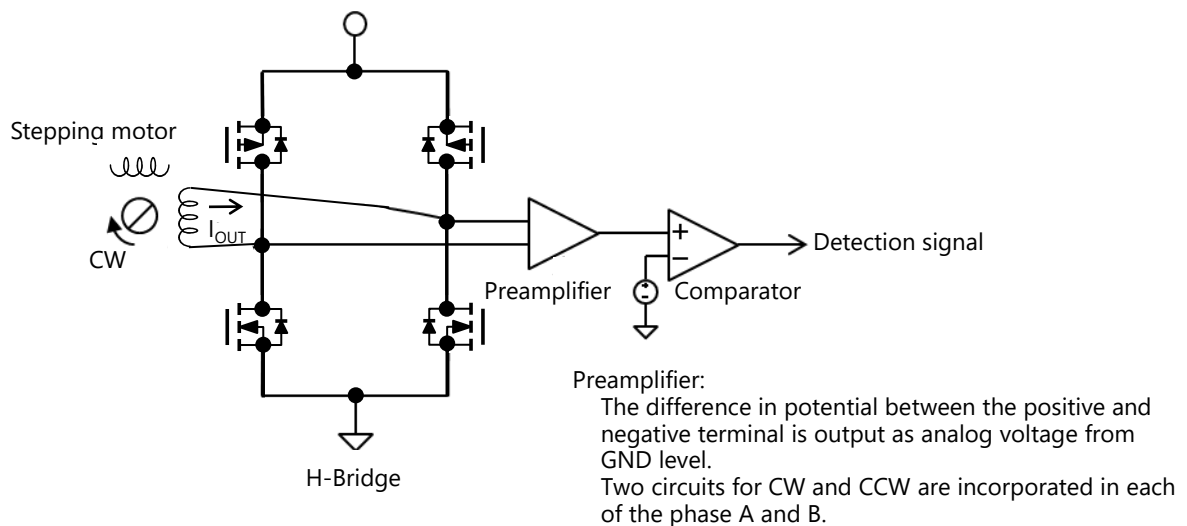 Stepping motor
I_OUT
CW
+
−
Detection signal
Preamplifier
Comparator
H-Bridge
Preamplifier:
The difference in potential between the positive and
negative terminal is output as analog voltage from
GND level.
Two circuits for CW and CCW are incorporated in each
of the phase A and B.